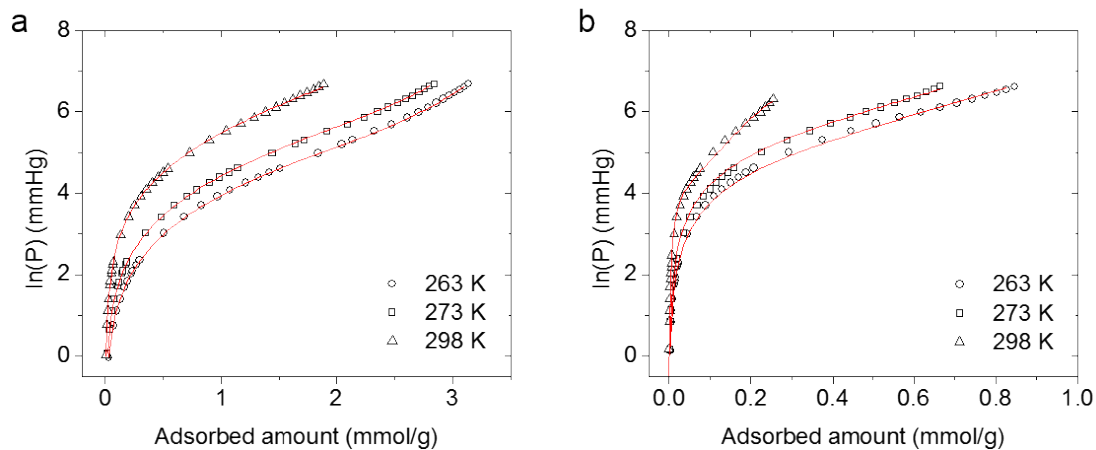 a
8
6
4
2
0
ln(P) (mmHg)
263 K
273 K
298 K
0 1 2 3
Adsorbed amount (mmol/g)
b
8
6
4
2
0
ln(P) (mmHg)
263 K
273 K
298 K
0.0 0.2 0.4 0.6 0.8 1.0
Adsorbed amount (mmol/g)